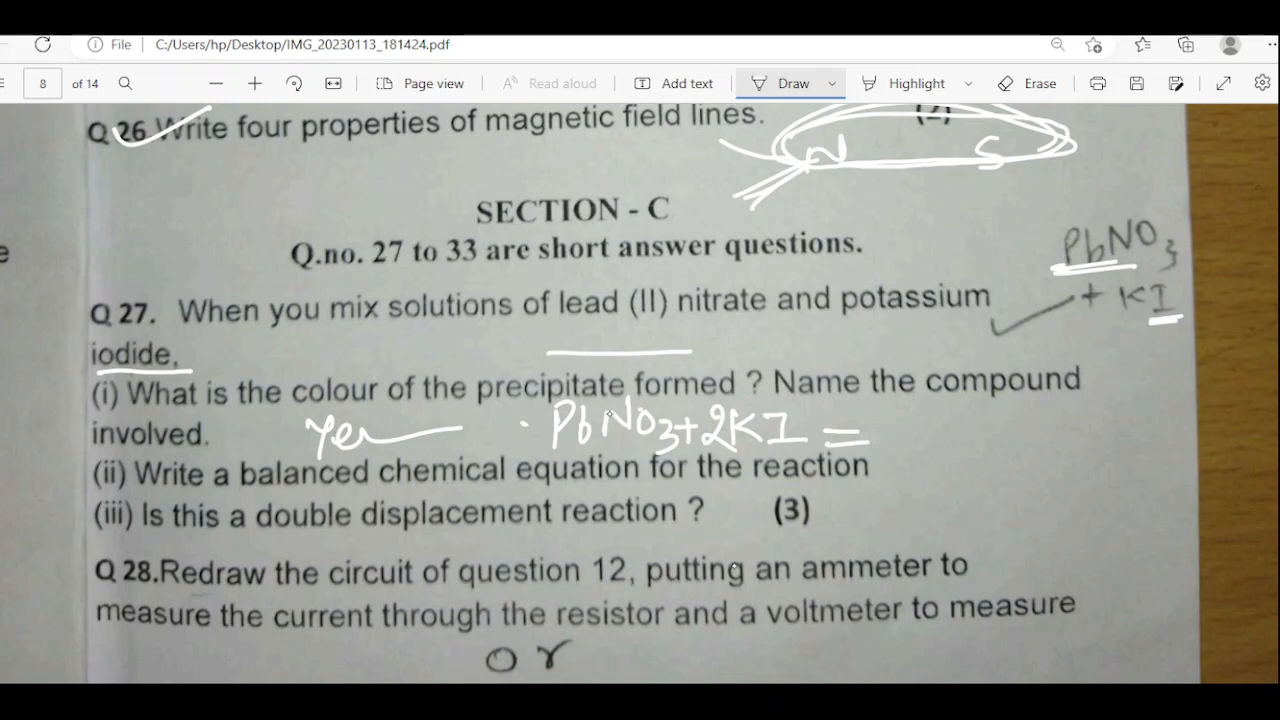 File | C:/Users/hp/Desktop/IMG_20230113_181424.pdf
8 of 14 Page view Read aloud Add text Draw Highlight Erase
Q 26 Write four properties of magnetic field lines. (2)
N S
SECTION - C
Q.no. 27 to 33 are short answer questions.
PbNO3
+ KI
Q 27. When you mix solutions of lead (II) nitrate and potassium
iodide,
(i) What is the colour of the precipitate formed ? Name the compound
involved.
Yer PbNO3+2KI =
(ii) Write a balanced chemical equation for the reaction
(iii) Is this a double displacement reaction ? (3)
Q 28.Redraw the circuit of question 12, putting an ammeter to
measure the current through the resistor and a voltmeter to measure
or
e